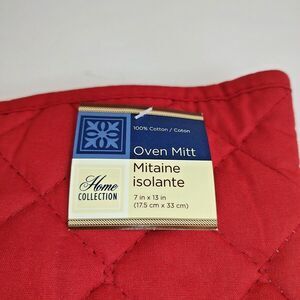 100% Cotton / Coton
Oven Mitt
Mitaine
isolante
Home
COLLECTION
7 in x 13 in
(17.5 cm x 33 cm)